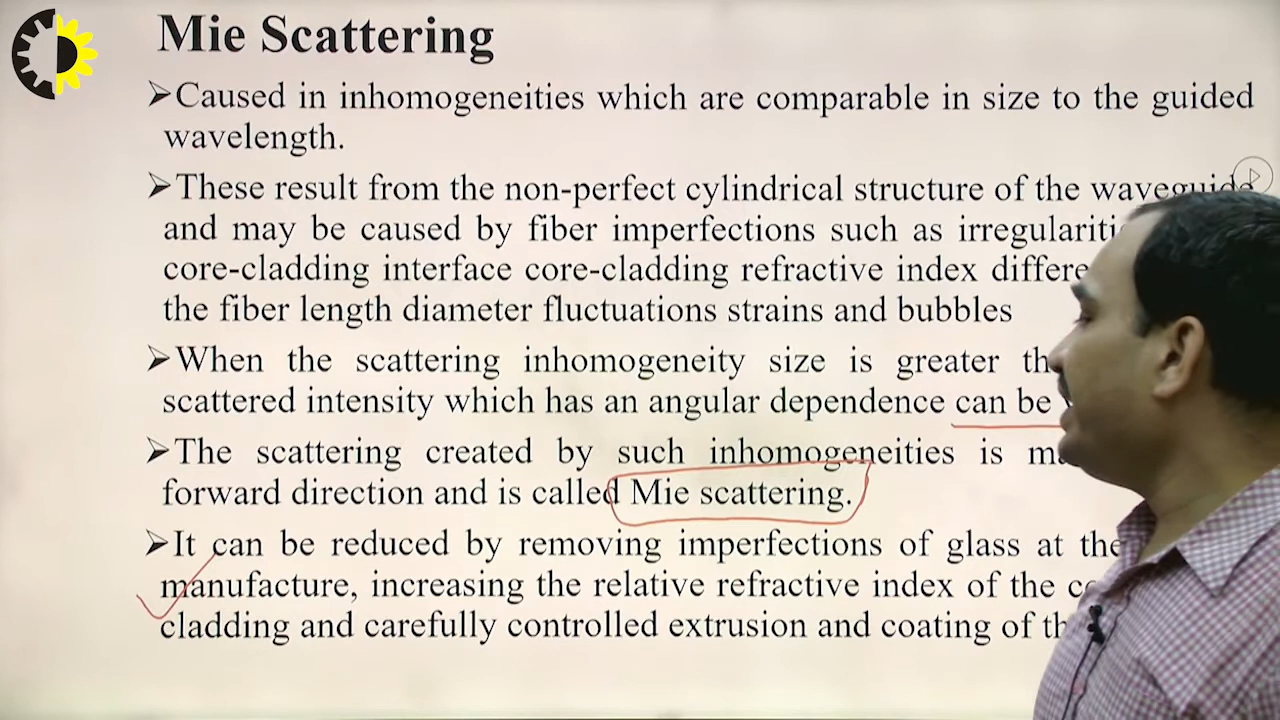 Mie Scattering
➢Caused in inhomogeneities which are comparable in size to the guided
wavelength.
➢These result from the non-perfect cylindrical structure of the waveguide
and may be caused by fiber imperfections such as
core-cladding interface core-cladding refractive index
the fiber length diameter fluctuations strains and bubbles
➢When the scattering inhomogeneity size is greater
scattered intensity which has an angular dependence can be
➢The scattering created by such inhomogeneities is
forward direction and is called Mie scattering.
➢It can be reduced by removing imperfections of glass at the
manufacture, increasing the relative refractive index of the
cladding and carefully controlled extrusion and coating of